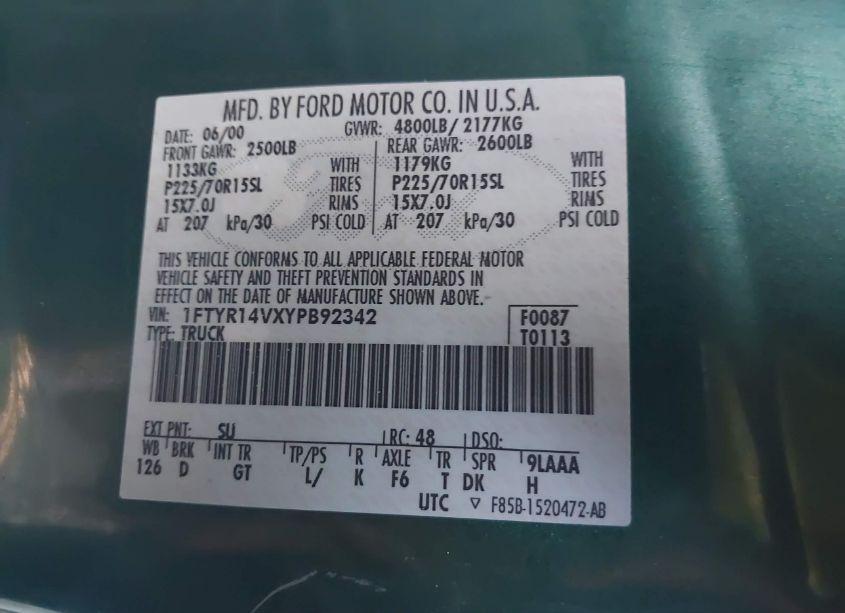 MFD. BY FORD MOTOR CO. IN U.S.A.
DATE: 06/00 GVWR: 4800LB/ 2177KG
FRONT GAWR: 2500LB REAR GAWR: 2600LB
1133KG WITH 1179KG WITH
P225/70R15SL TIRES P225/70R15SL TIRES
15X7.0J RIMS 15X7.0J RIMS
AT 207 kPa/30 PSI COLD AT 207 kPa/30 PSI COLD
THIS VEHICLE CONFORMS TO ALL APPLICABLE FEDERAL MOTOR
VEHICLE SAFETY AND THEFT PREVENTION STANDARDS IN
EFFECT ON THE DATE OF MANUFACTURE SHOWN ABOVE.
VIN: 1FTYR14VXYPB92342 F0087
TYPE: TRUCK T0113
EXT PNT: SU RC: 48 DSO:
WB BRK INT TR TP/PS R AXLE TR SPR 9LAAA
126 D GT L/ K F6 T DK H
UTC ▽ F85B-1520472-AB